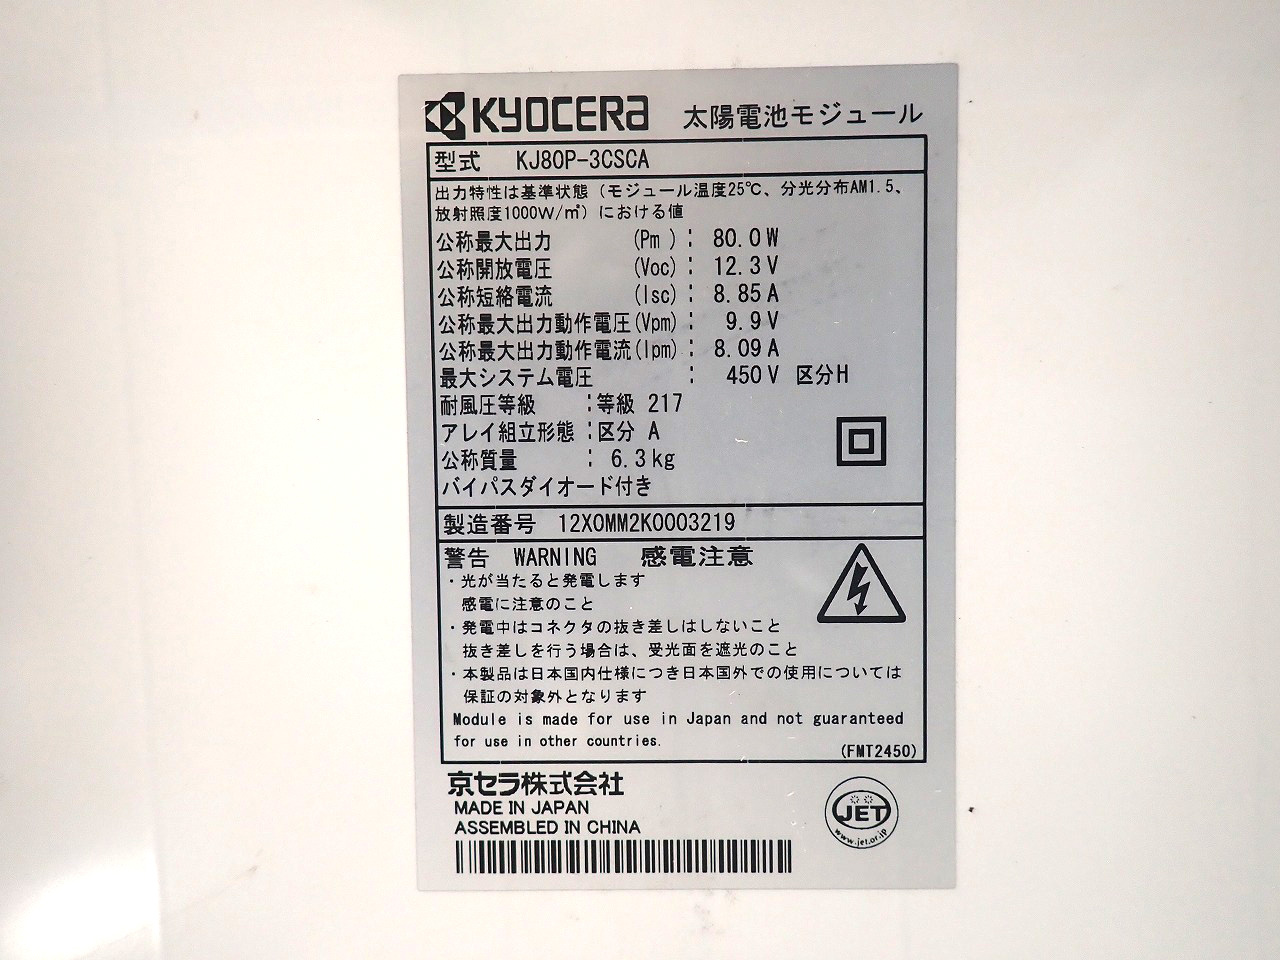 KYOCERA 太陽電池モジュール
型式 KJ80P-3CSCA
出力特性は基準状態（モジュール温度25℃、分光分布AM1.5、
放射照度1000W/㎡）における値
公称最大出力 (Pm ): 80.0W
公称開放電圧 (Voc): 12.3V
公称短絡電流 (Isc): 8.85A
公称最大出力動作電圧(Vpm): 9.9V
公称最大出力動作電流(Ipm): 8.09A
最大システム電圧 : 450V 区分H
耐風圧等級 :等級 217
アレイ組立形態 :区分 A
公称質量 : 6.3kg
バイパスダイオード付き
製造番号 12X0MM2K0003219
警告 WARNING 感電注意
・光が当たると発電します
感電に注意のこと
・発電中はコネクタの抜き差しはしないこと
抜き差しを行う場合は、受光面を遮光のこと
・本製品は日本国内仕様につき日本国外での使用については
保証の対象外となります
Module is made for use in Japan and not guaranteed
for use in other countries.
(FMT2450)
京セラ株式会社
MADE IN JAPAN
ASSEMBLED IN CHINA
JET
www.jet.or.jp